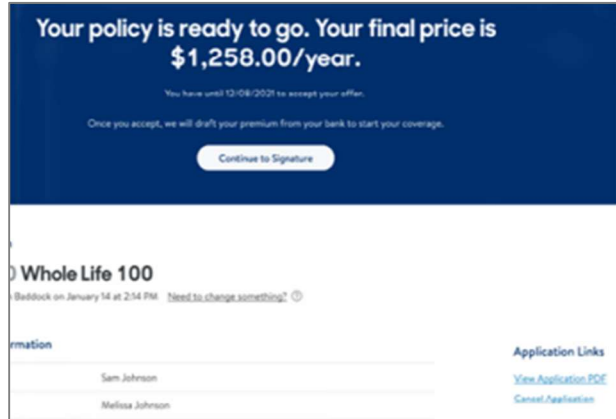 Your policy is ready to go. Your final price is
$1,258.00/year.
You have until 12/08/2021 to accept your offer.
Once you accept, we will draft your premium from your bank to start your coverage.
Continue to Signature
Whole Life 100
Baddock on January 14 at 2:14 PM Need to change something?
rmation
Sam Johnson
Melissa Johnson
Application Links
View Application PDF
Cancel Application